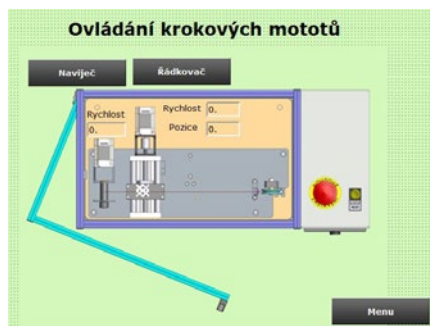 Ovládání krokových mototů
Navíječ
Řádkovač
Rychlost 0.
Rychlost
0.
Pozice 0.
Menu